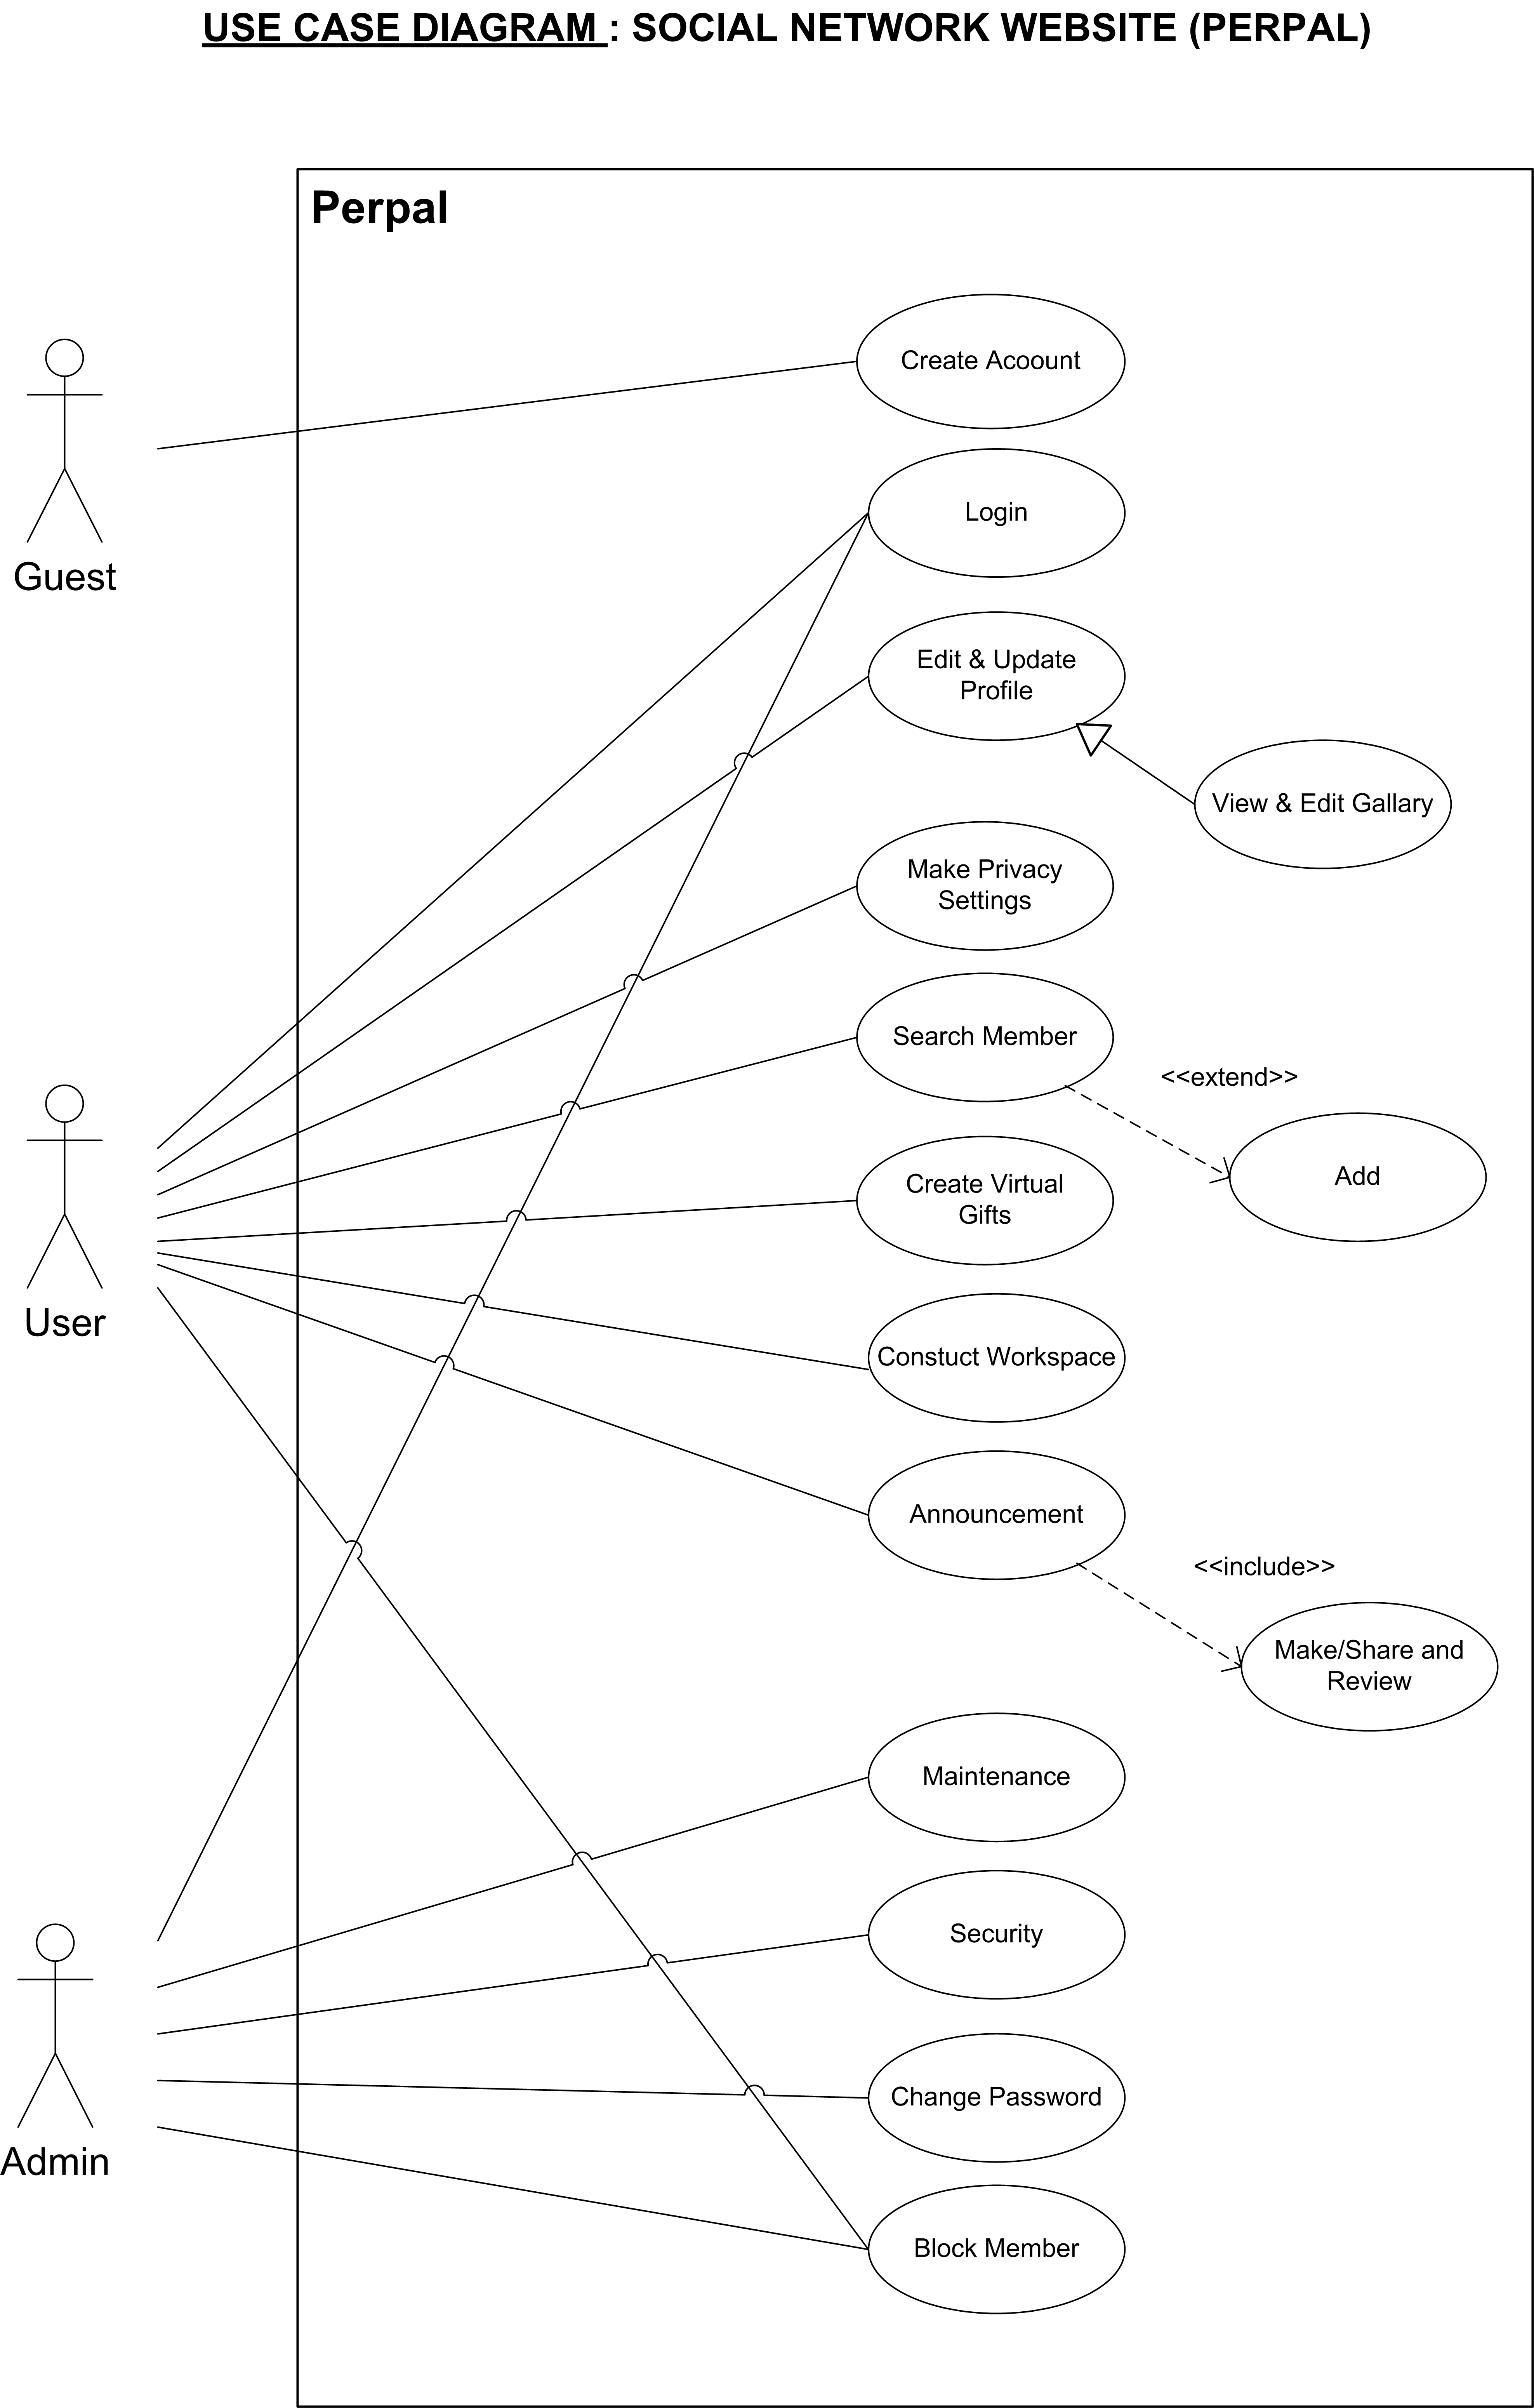 USE CASE DIAGRAM : SOCIAL NETWORK WEBSITE (PERPAL)
Perpal
Create Acoount
Guest
Login
Edit & Update
Profile
View & Edit Gallary
Make Privacy
Settings
Search Member
<<extend>>
Add
User
Create Virtual
Gifts
Constuct Workspace
Announcement
<<include>>
Make/Share and
Review
Maintenance
Security
Admin
Change Password
Block Member